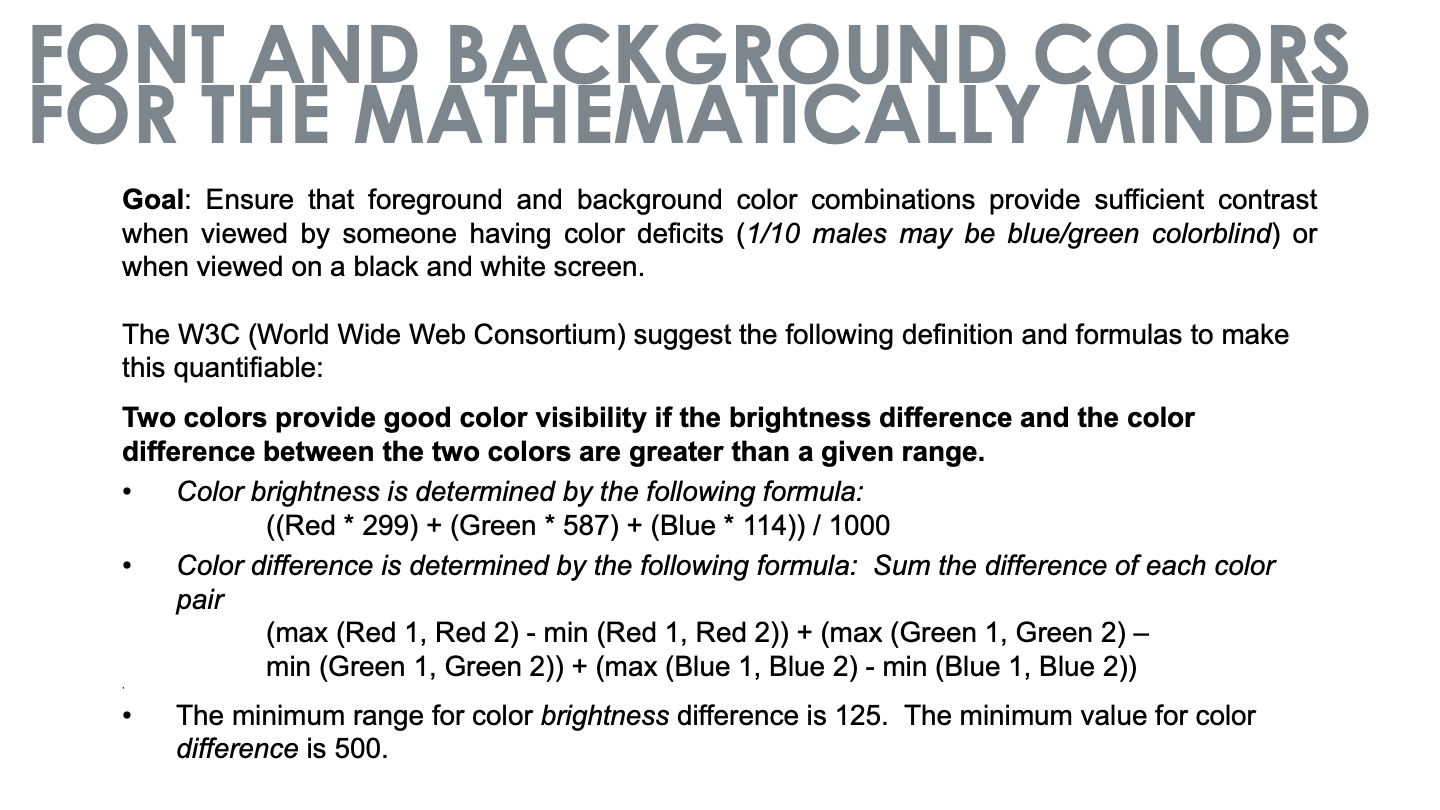 FONT AND BACKGROUND COLORS
FOR THE MATHEMATICALLY MINDED
Goal: Ensure that foreground and background color combinations provide sufficient contrast
when viewed by someone having color deficits (1/10 males may be blue/green colorblind) or
when viewed on a black and white screen.
The W3C (World Wide Web Consortium) suggest the following definition and formulas to make
this quantifiable:
Two colors provide good color visibility if the brightness difference and the color
difference between the two colors are greater than a given range.
• Color brightness is determined by the following formula:
((Red * 299) + (Green * 587) + (Blue * 114)) / 1000
• Color difference is determined by the following formula:  Sum the difference of each color
pair
(max (Red 1, Red 2) - min (Red 1, Red 2)) + (max (Green 1, Green 2) –
min (Green 1, Green 2)) + (max (Blue 1, Blue 2) - min (Blue 1, Blue 2))
.
• The minimum range for color brightness difference is 125.  The minimum value for color
difference is 500.